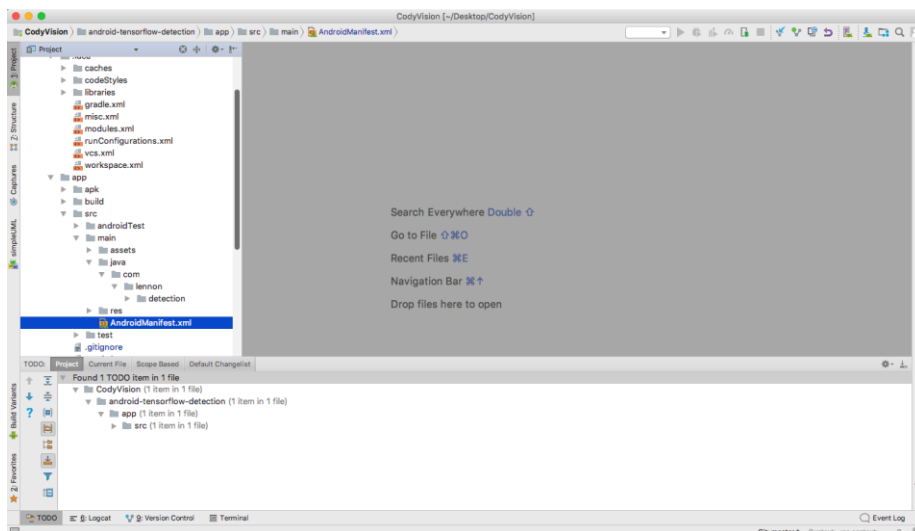 CodyVision [~/Desktop/CodyVision]
CodyVision android-tensorflow-detection app src main AndroidManifest.xml
Project
1: Project
2: Structure
Captures
simpleUML
caches
codeStyles
libraries
gradle.xml
misc.xml
modules.xml
runConfigurations.xml
vcs.xml
workspace.xml
app
apk
build
src
androidTest
main
assets
java
com
lennon
detection
res
AndroidManifest.xml
test
.gitignore
Search Everywhere Double ⇧
Go to File ⇧⌘O
Recent Files ⌘E
Navigation Bar ⌘↑
Drop files here to open
TODO: Project Current File Scope Based Default Changelist
Build Variants
2: Favorites
Found 1 TODO item in 1 file
CodyVision (1 item in 1 file)
android-tensorflow-detection (1 item in 1 file)
app (1 item in 1 file)
src (1 item in 1 file)
TODO 6: Logcat 9: Version Control Terminal Event Log